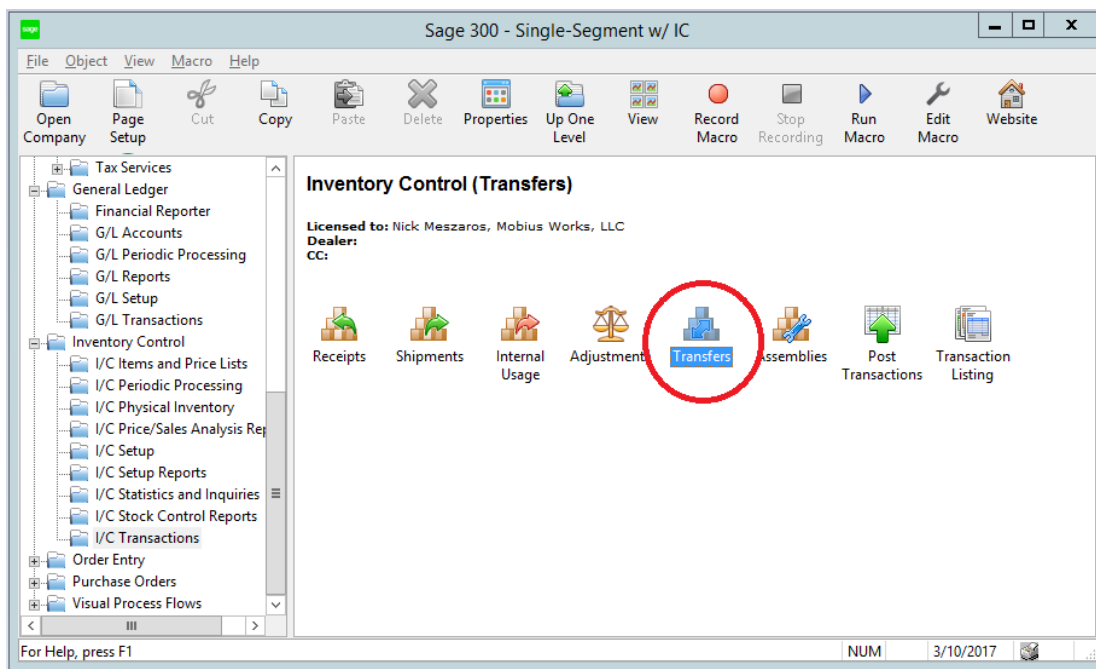 sage
Sage 300 - Single-Segment w/ IC
File Object View Macro Help
Open Company
Page Setup
Cut
Copy
Paste
Delete
Properties
Up One Level
View
Record Macro
Stop Recording
Run Macro
Edit Macro
Website
Tax Services
General Ledger
Financial Reporter
G/L Accounts
G/L Periodic Processing
G/L Reports
G/L Setup
G/L Transactions
Inventory Control
I/C Items and Price Lists
I/C Periodic Processing
I/C Physical Inventory
I/C Price/Sales Analysis Rep
I/C Setup
I/C Setup Reports
I/C Statistics and Inquiries
I/C Stock Control Reports
I/C Transactions
Order Entry
Purchase Orders
Visual Process Flows
Inventory Control (Transfers)
Licensed to: Nick Meszaros, Mobius Works, LLC
Dealer:
CC:
Receipts
Shipments
Internal Usage
Adjustment
Transfers
Assemblies
Post Transactions
Transaction Listing
For Help, press F1
NUM
3/10/2017